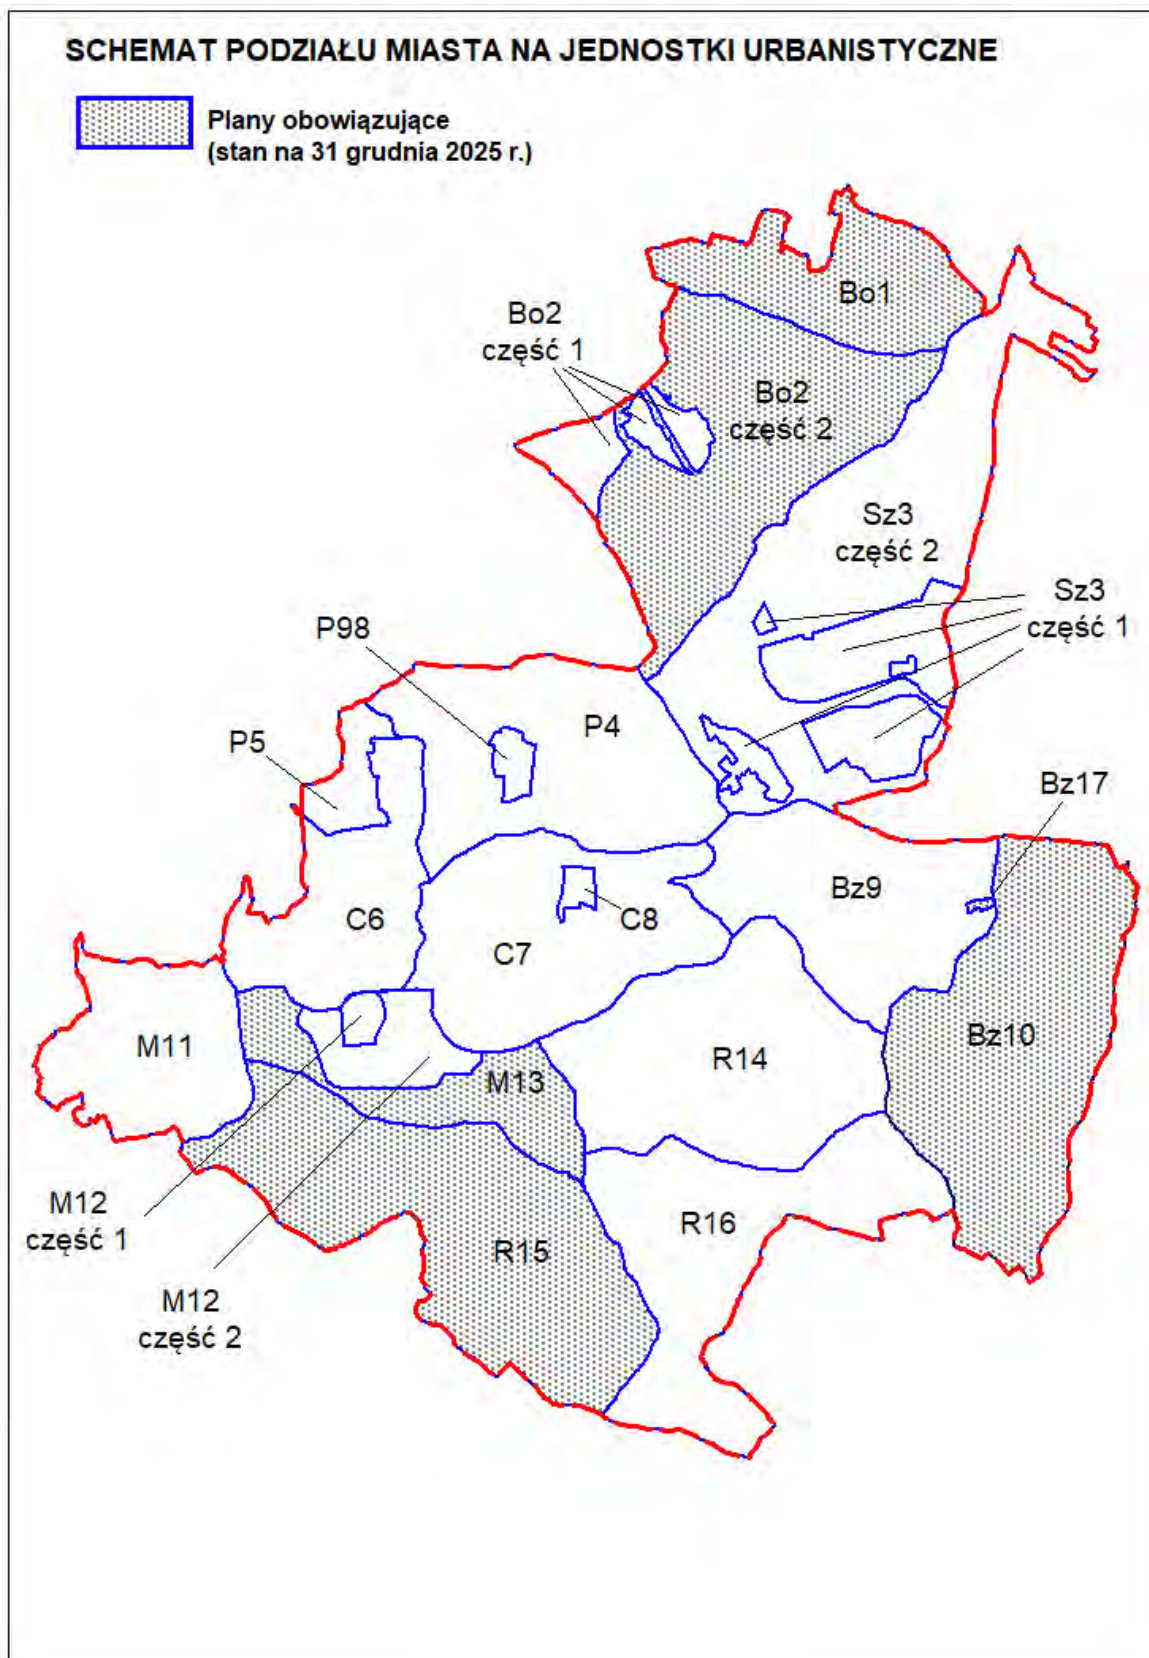 SCHEMAT PODZIAŁU MIASTA NA JEDNOSTKI URBANISTYCZNE
Plany obowiązujące
(stan na 31 grudnia 2025 r.)
Bo1
Bo2
część 1
Bo2
część 2
Sz3
część 2
Sz3
część 1
P98
P4
P5
Bz17
Bz9
C6
C8
C7
M11
Bz10
R14
M13
M12
część 1
R16
R15
M12
część 2